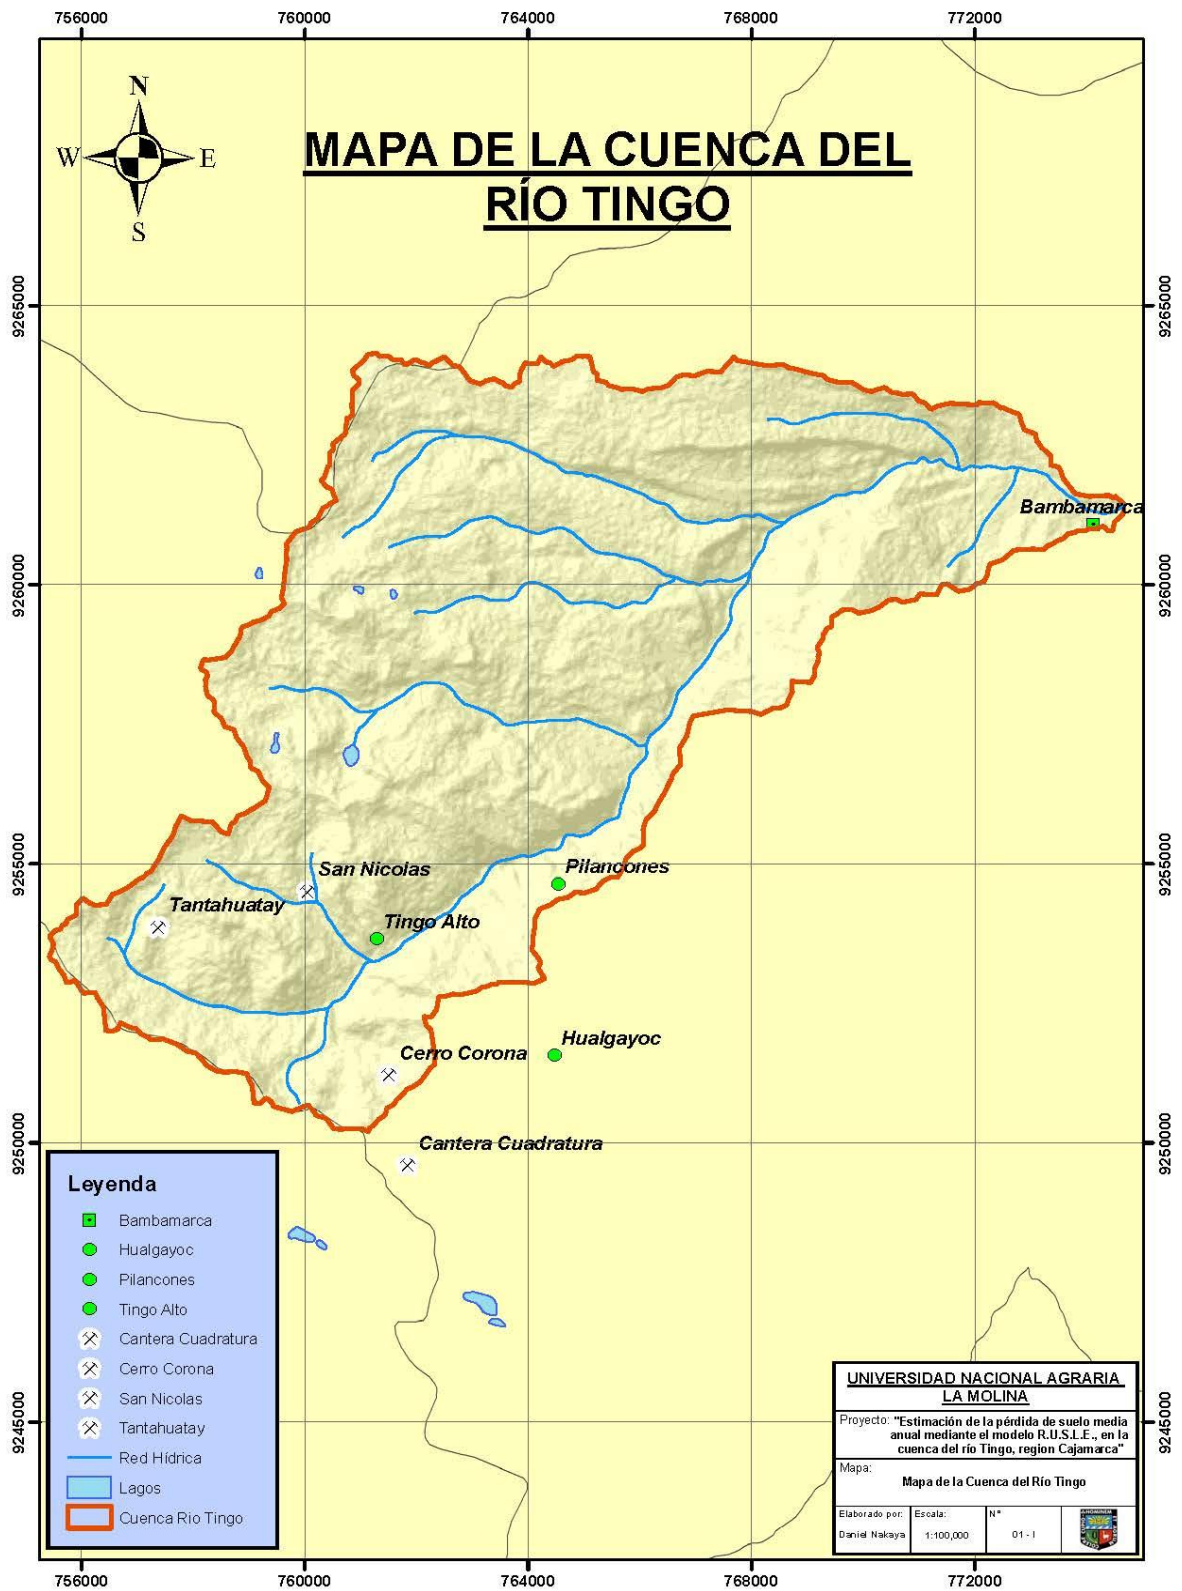 756000
760000
764000
768000
772000
N
W
E
S
MAPA DE LA CUENCA DEL
RÍO TINGO
9265000
9265000
Bambamarca
9260000
9260000
San Nicolas
Pilancones
9255000
9255000
Tantahuatay
Tingo Alto
Hualgayoc
Cerro Corona
Cantera Cuadratura
9250000
9250000
Leyenda
Bambamarca
Hualgayoc
Pilancones
Tingo Alto
Cantera Cuadratura
Cerro Corona
San Nicolas
Tantahuatay
Red Hídrica
Lagos
Cuenca Rio Tingo
9245000
9245000
UNIVERSIDAD NACIONAL AGRARIA
LA MOLINA
Proyecto: "Estimación de la pérdida de suelo media
anual mediante el modelo R.U.S.L.E., en la
cuenca del río Tingo, region Cajamarca"
Mapa:
Mapa de la Cuenca del Río Tingo
Elaborado por:
Daniel Nakaya
Escala:
1:100,000
N°
01 - I
756000
760000
764000
768000
772000